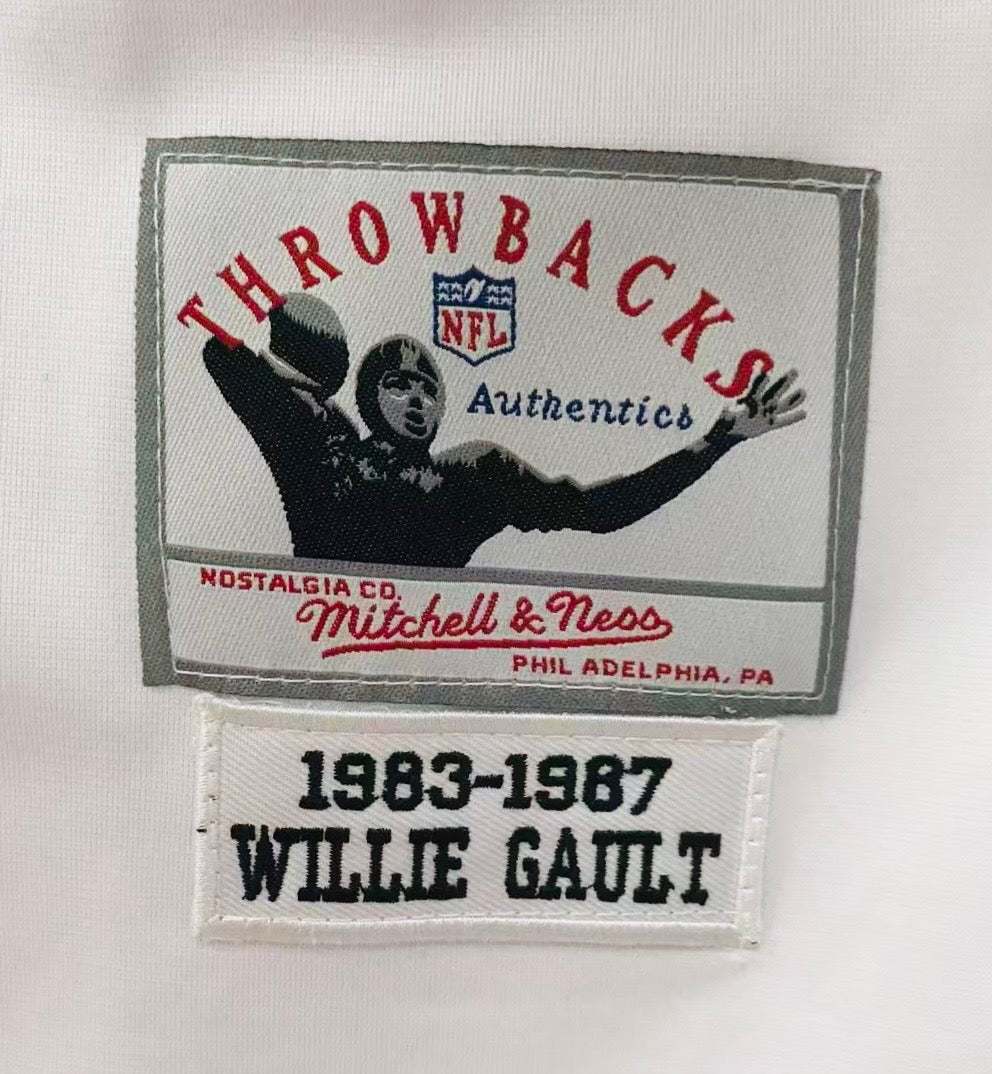 THROWBACKS
NFL
Authentics
NOSTALGIA CO.
Mitchell & Ness
PHIL ADELPHIA, PA
1983-1987
WILLIE GAULT